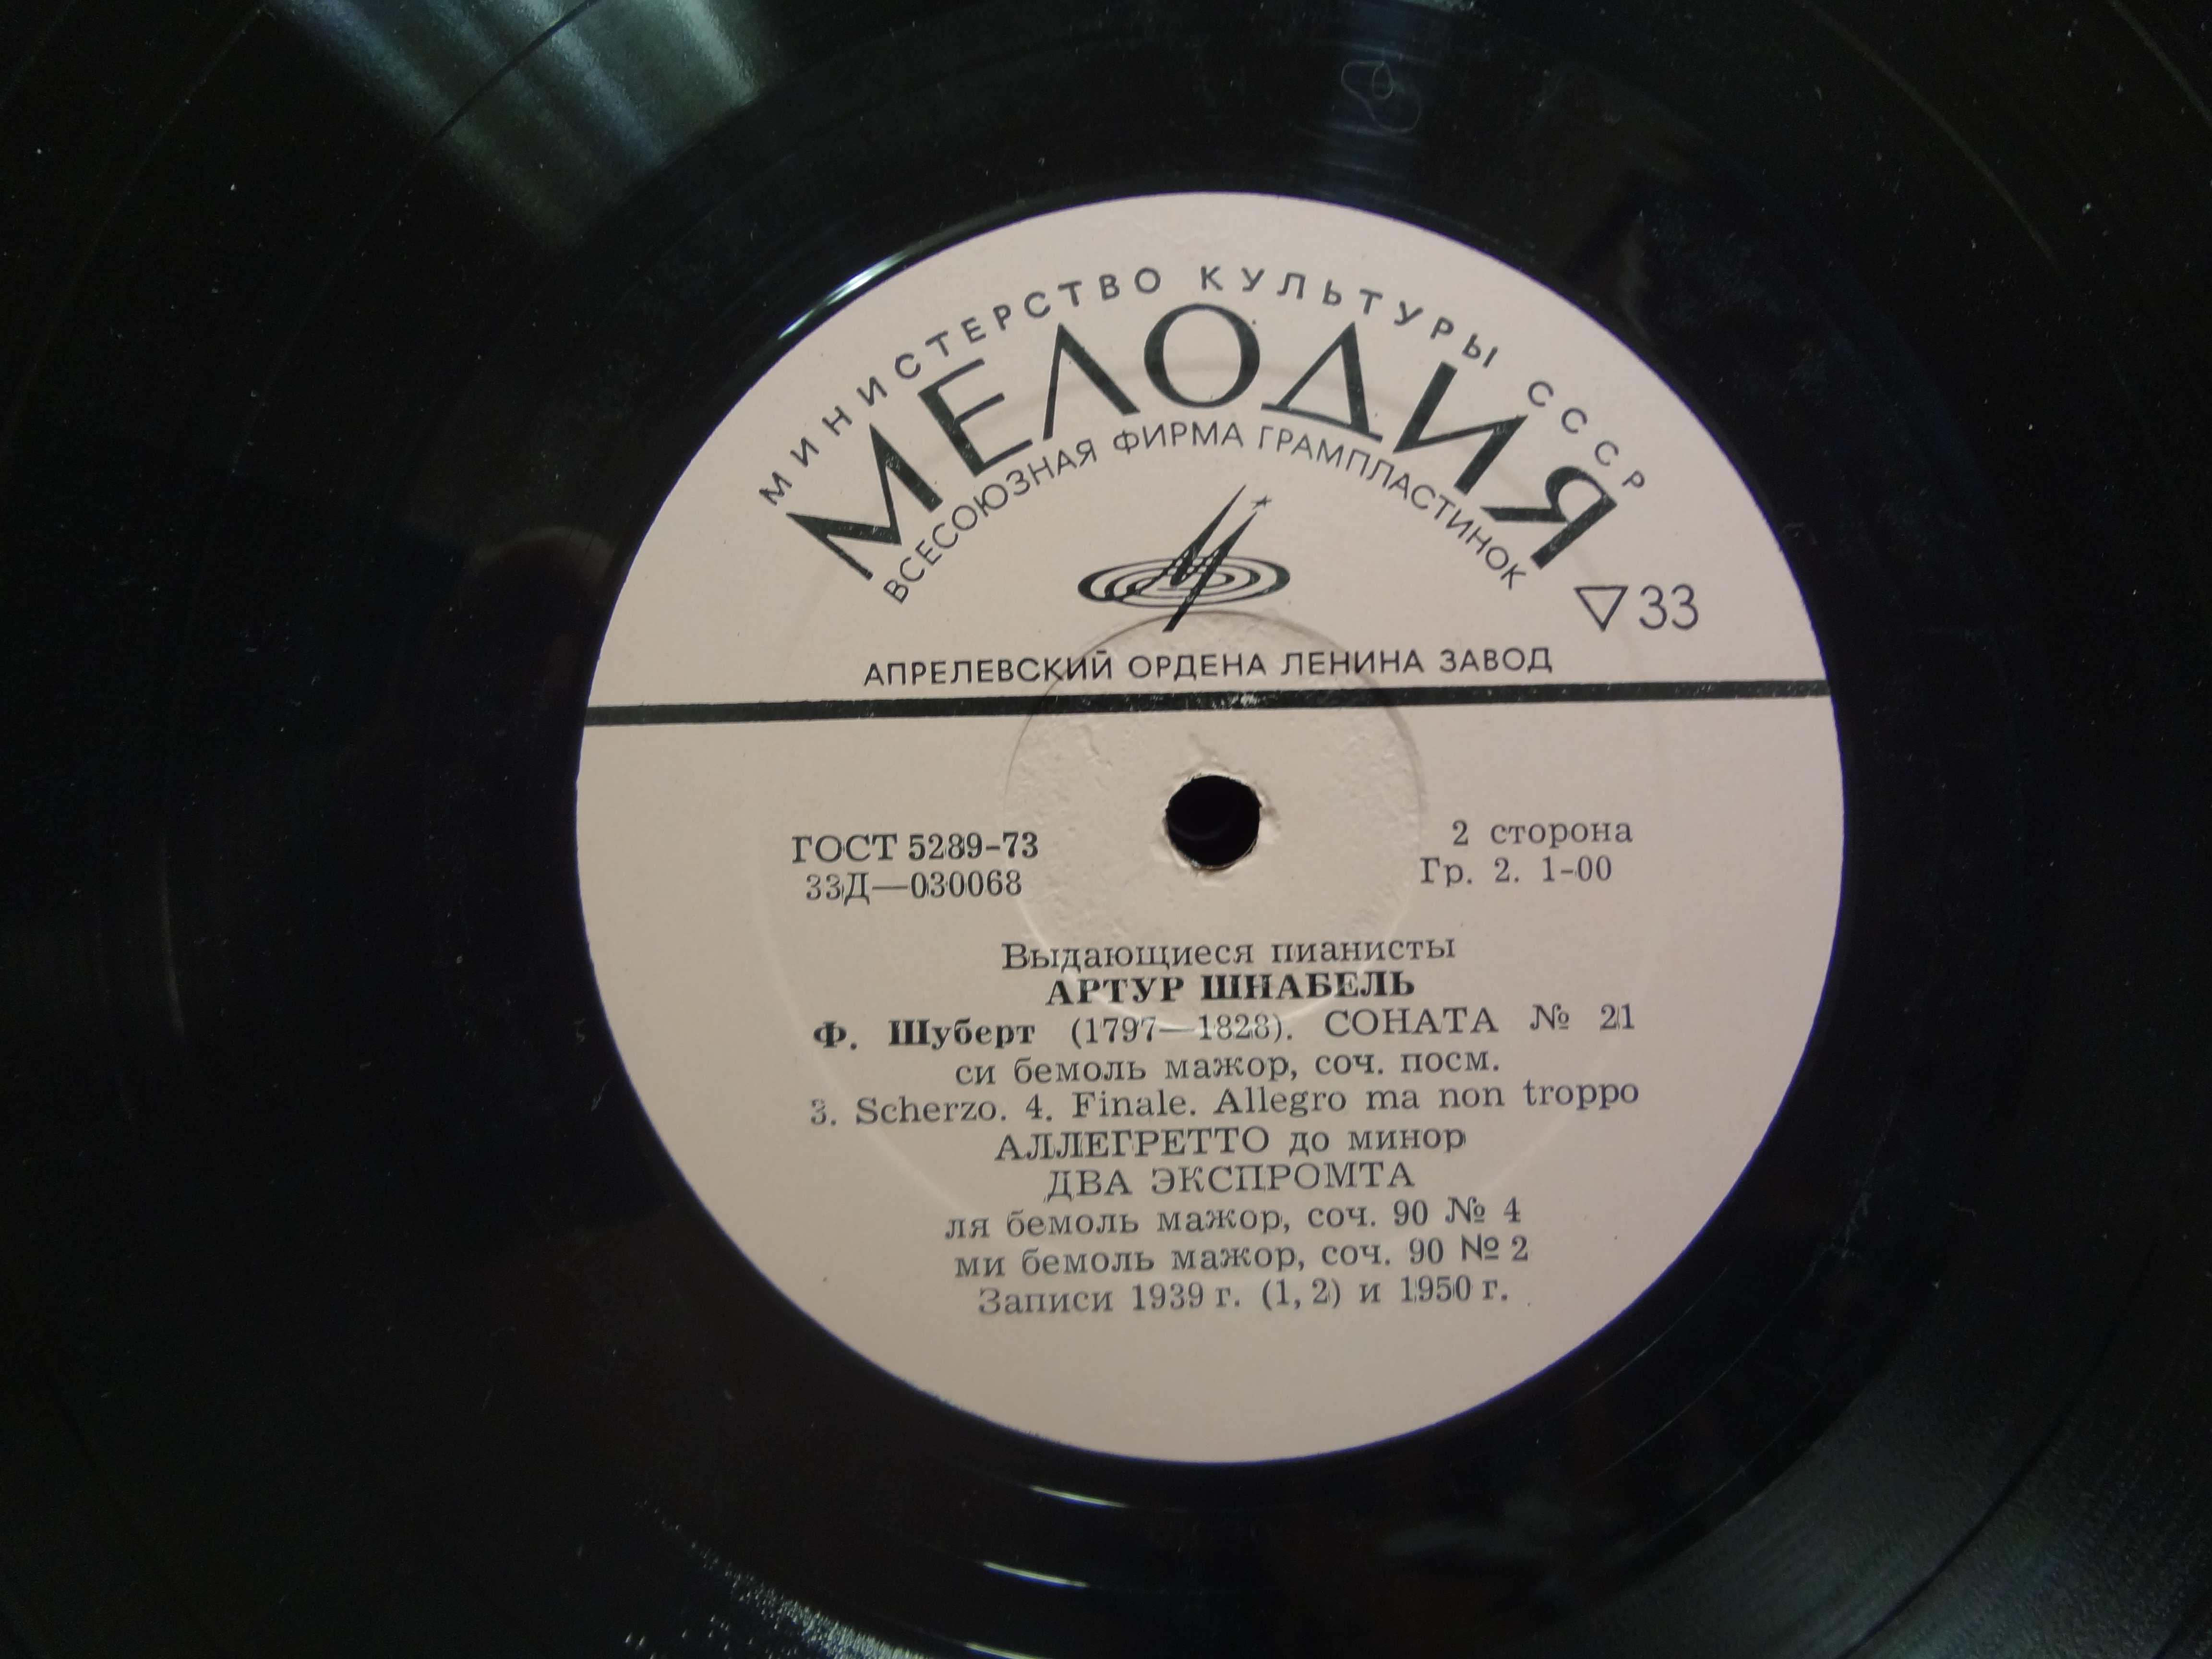 МИНИСТЕРСТВО КУЛЬТУРЫ СССР
МЕЛОДИЯ
ВСЕСОЮЗНАЯ ФИРМА ГРАМПЛАСТИНОК
33
АПРЕЛЕВСКИЙ ОРДЕНА ЛЕНИНА ЗАВОД
ГОСТ 5289-73
33Д—030068
2 сторона
Гр. 2. 1-00
Выдающиеся пианисты
АРТУР ШНАБЕЛЬ
Ф. Шуберт (1797—1828). СОНАТА № 21
си бемоль мажор, соч. посм.
3. Scherzo. 4. Finale. Allegro ma non troppo
АЛЛЕГРЕТТО до минор
ДВА ЭКСПРОМТА
ля бемоль мажор, соч. 90 № 4
ми бемоль мажор, соч. 90 № 2
Записи 1939 г. (1, 2) и 1950 г.